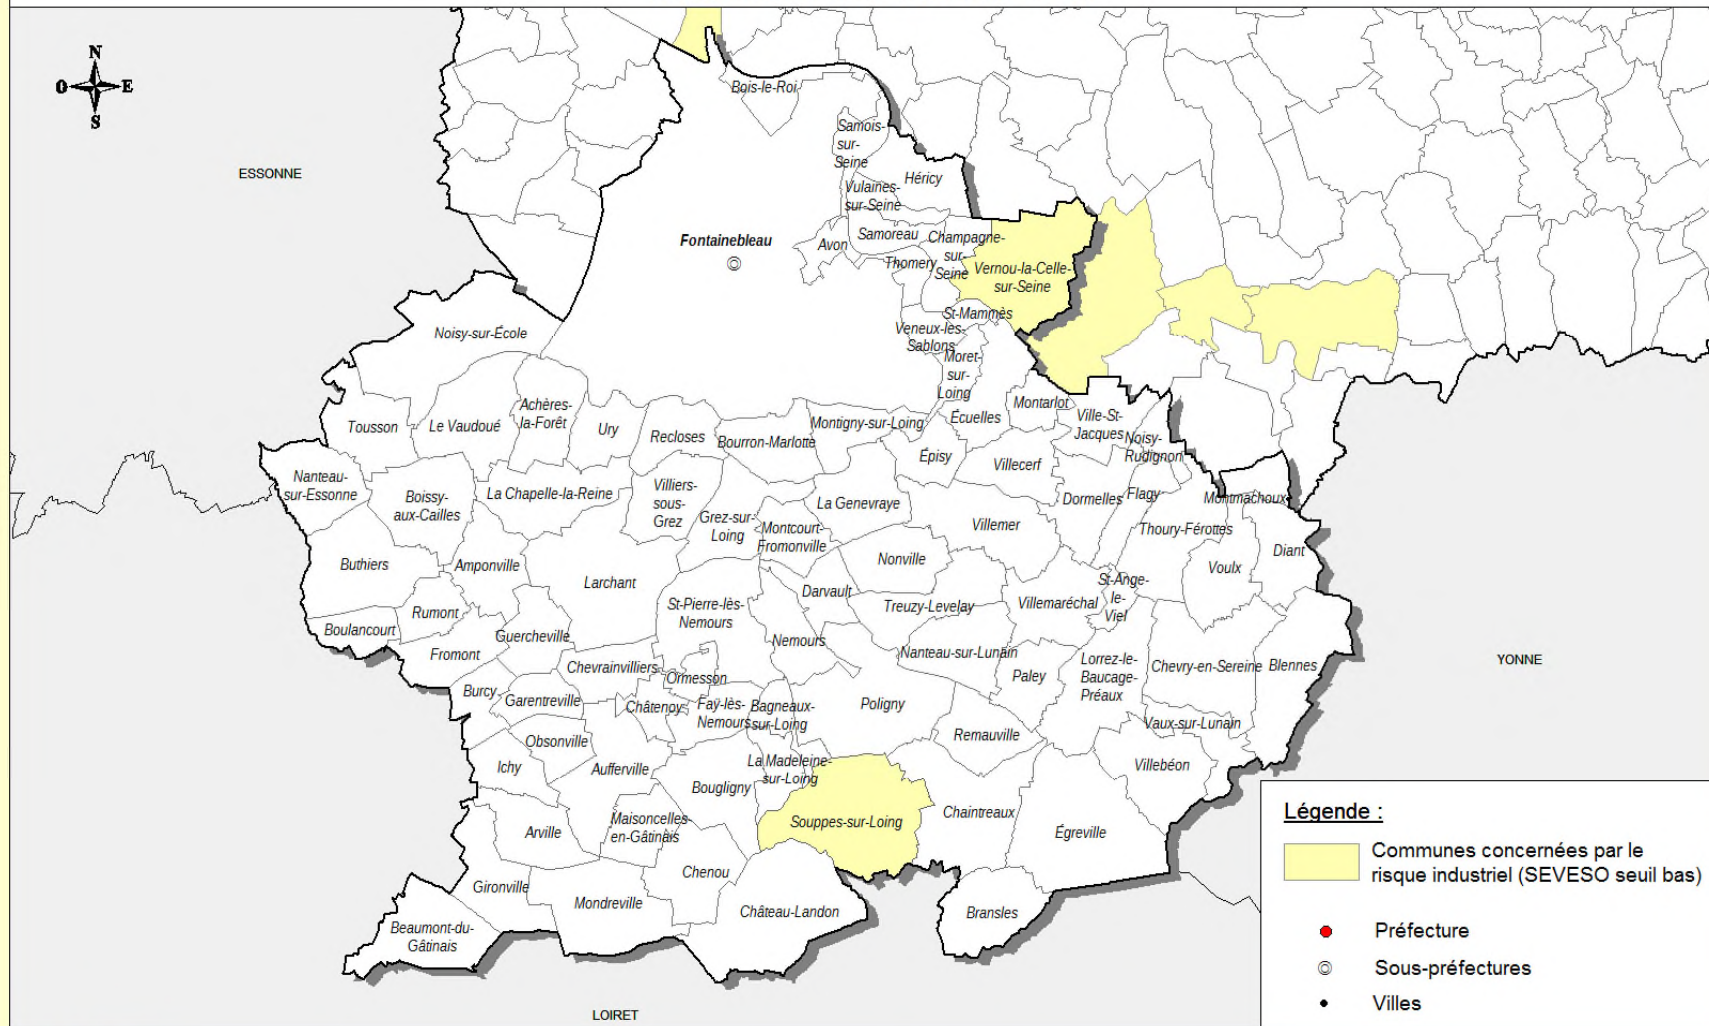 N
O
E
S
ESSONNE
Bois-le-Roi
Samois-
sur-
Seine
Héricy
Vulaines-
sur-Seine
Fontainebleau
Avon
Samoreau
Champagne-
sur-
Seine
Thomery
Vernou-la-Celle-
sur-Seine
St-Mammès
Veneux-les-
Sablons
Moret-
sur-
Loing
Noisy-sur-École
Achères-
la-Forêt
Tousson
Le Vaudoué
Ury
Recloses
Bourron-Marlotte
Montigny-sur-Loing
Écuelles
Montarlot
Ville-St-
Jacques
Noisy-
Rudignon
Épisy
Villecerf
Nanteau-
sur-Essonne
Boissy-
aux-Cailles
La Chapelle-la-Reine
Villiers-
sous-
Grez
Grez-sur-
Loing
Montcourt-
Fromonville
La Genevraye
Villemer
Dormelles
Flagy
Montmachoux
Thoury-Férottes
Diant
Voulx
Buthiers
Amponville
Larchant
Nonville
Darvault
Rumont
St-Pierre-lès-
Nemours
Treuzy-Levelay
Villemaréchal
St-Ange-
le-
Viel
Boulancourt
Guercheville
Fromont
Nemours
Nanteau-sur-Lunain
Chevrainvilliers
Ormesson
Paley
Lorrez-le-
Baucage-
Préaux
Chevry-en-Sereine
Blennes
YONNE
Burcy
Garentreville
Châtenoy
Faÿ-lès-
Nemours
Bagneaux-
sur-Loing
Poligny
Vaux-sur-Lunain
Obsonville
Remauville
Ichy
Aufferville
La Madeleine-
sur-Loing
Villebéon
Bougligny
Souppes-sur-Loing
Chaintreaux
Égreville
Arville
Maisoncelles-
en-Gâtinais
Chenou
Gironville
Mondreville
Château-Landon
Bransles
Beaumont-du-
Gâtinais
LOIRET
Légende :
Communes concernées par le
risque industriel (SEVESO seuil bas)
Préfecture
Sous-préfectures
Villes